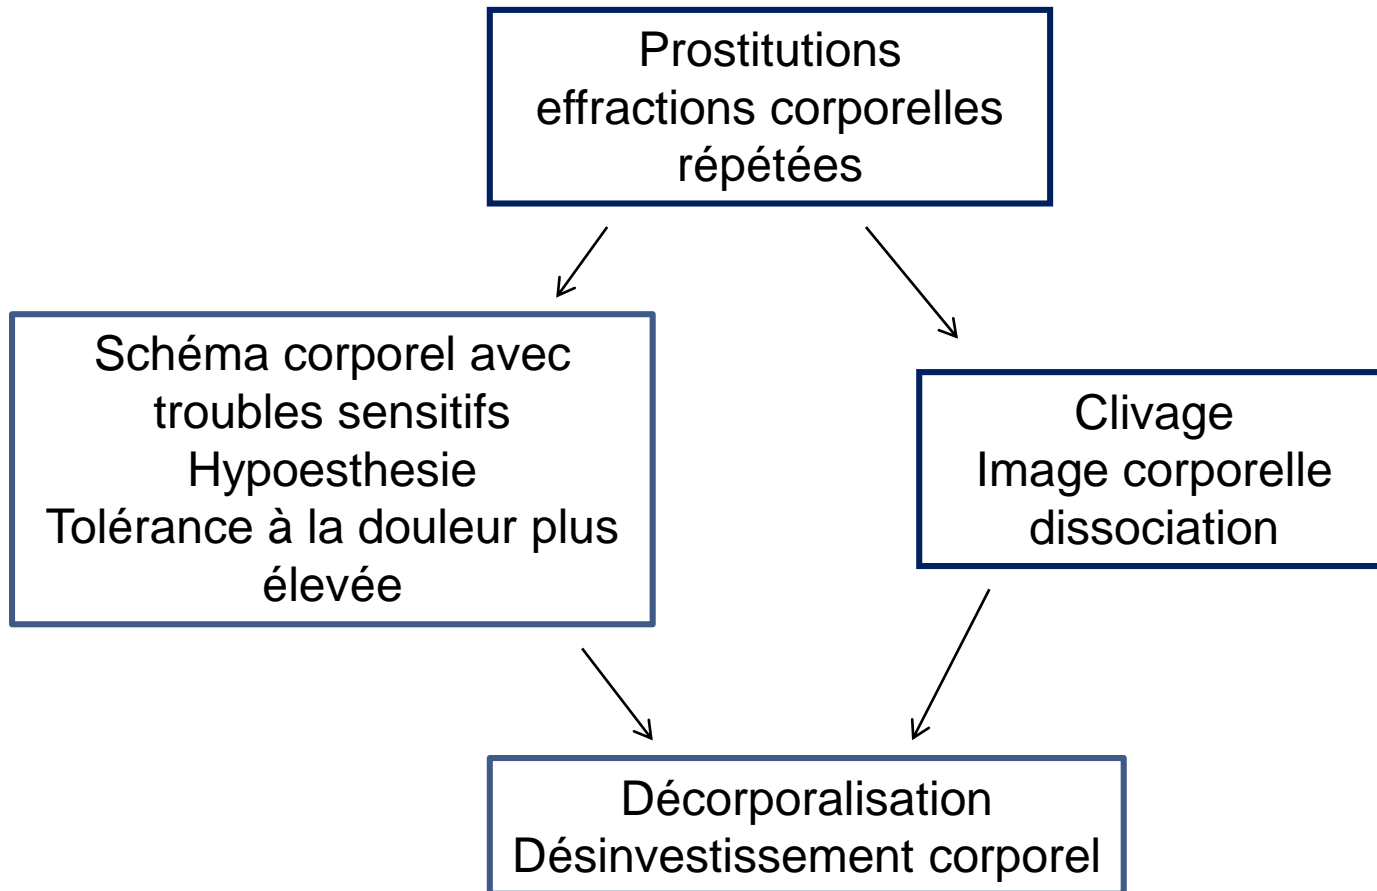 Prostitutions
effractions corporelles
répétées
Schéma corporel avec
troubles sensitifs
Hypoesthesie
Tolérance à la douleur plus
élevée
Clivage
Image corporelle
dissociation
Décorporalisation
Désinvestissement corporel